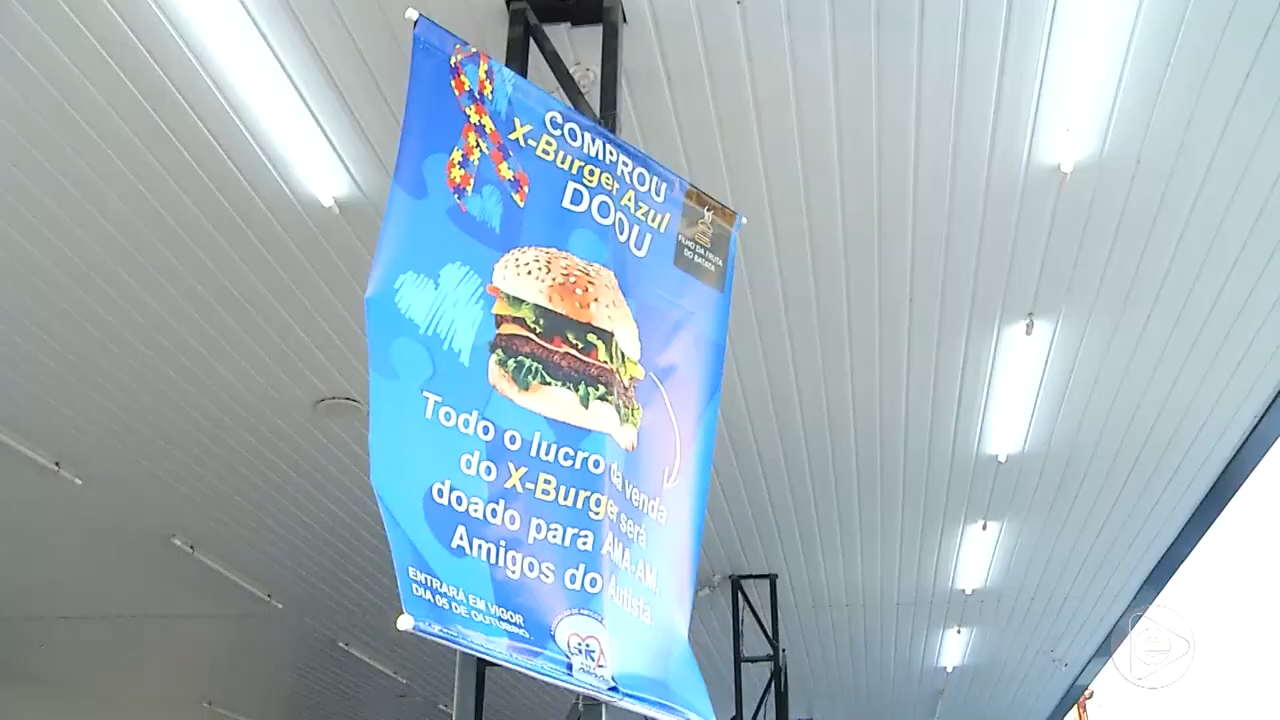 COMPROU
X-Burger Azul
DOOU
FILHO DA FRUTA
DO BATATA
Todo o lucro da venda
do X-Burger será
doado para AMA-AM.
Amigos do Autista.
ENTRARÁ EM VIGOR
DIA 05 DE OUTUBRO.